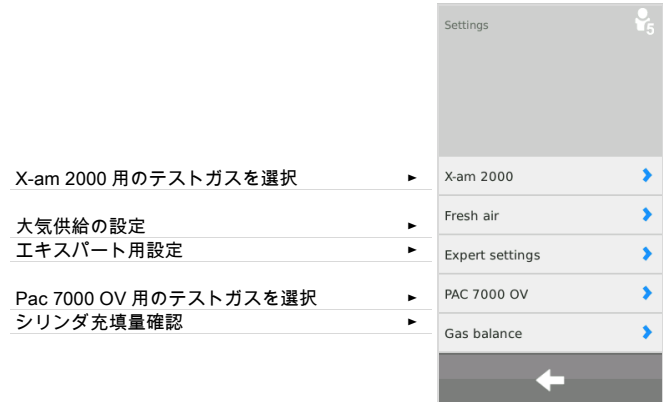 Settings
5
X-am 2000 用のテストガスを選択 ►
X-am 2000
大気供給の設定 ►
Fresh air
エキスパート用設定 ►
Expert settings
Pac 7000 OV 用のテストガスを選択 ►
PAC 7000 OV
シリンダ充填量確認 ►
Gas balance